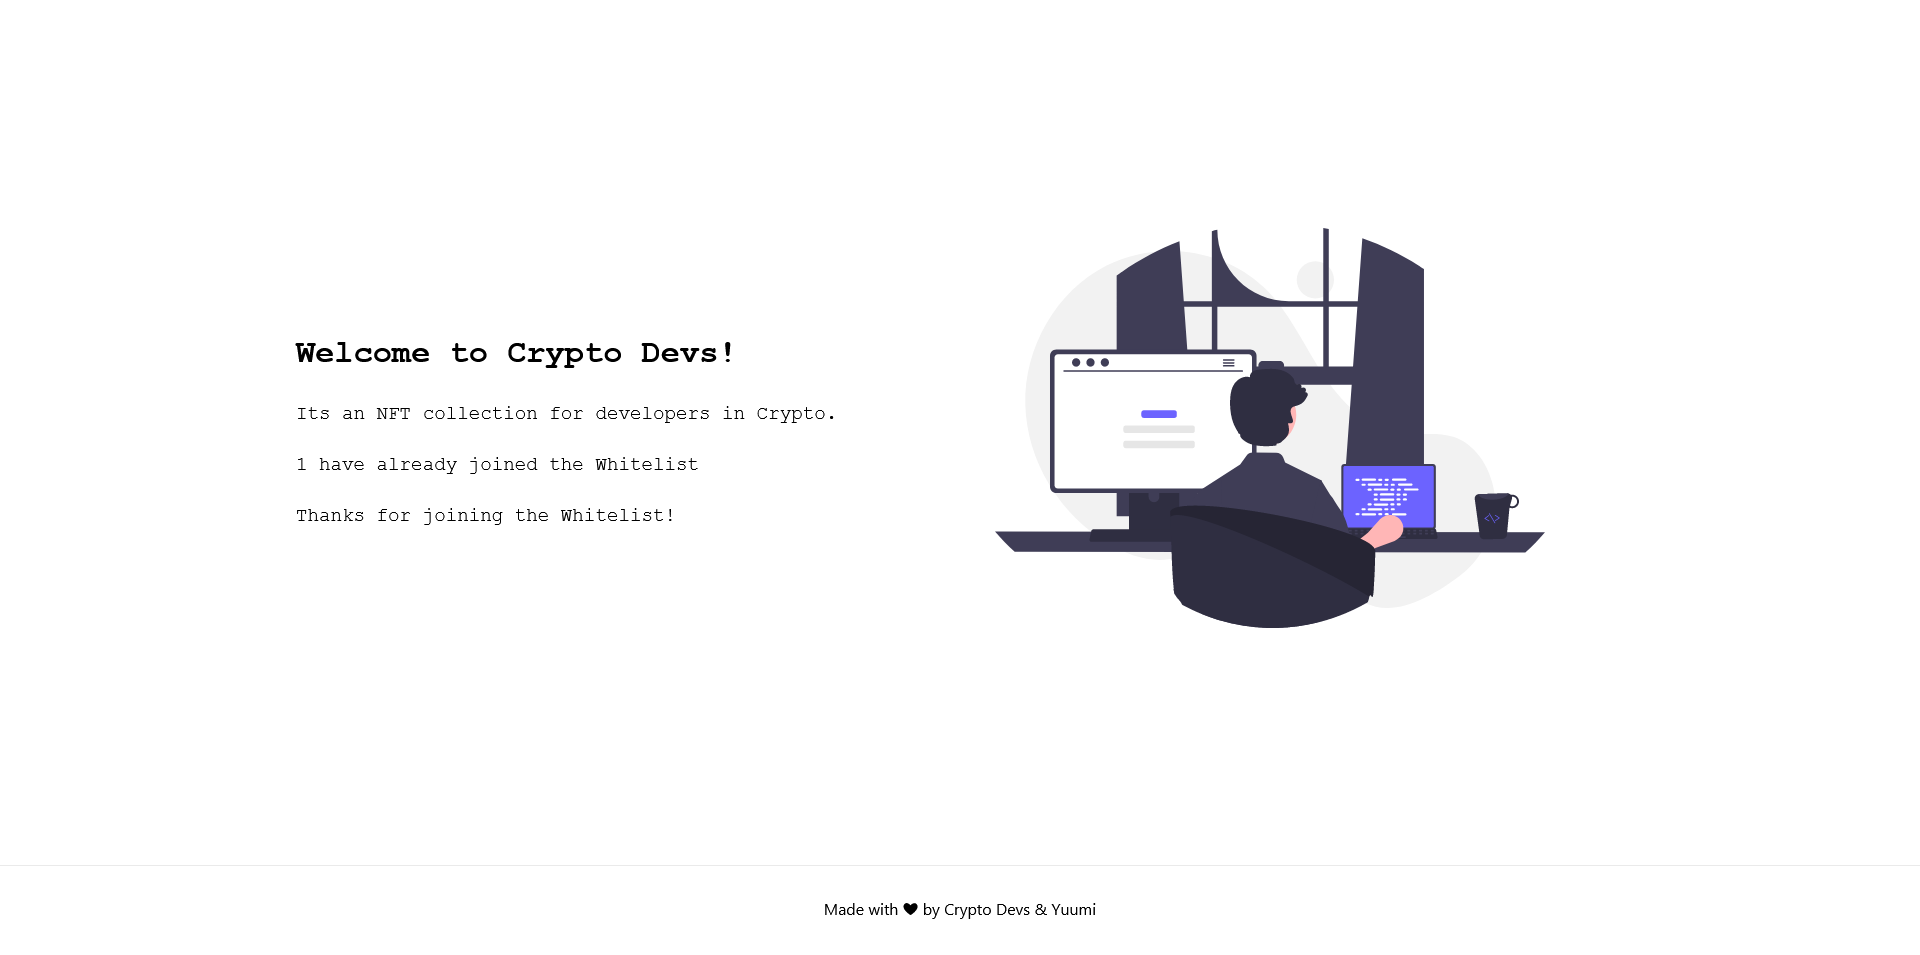 Welcome to Crypto Devs!
Its an NFT collection for developers in Crypto.
1 have already joined the Whitelist
Thanks for joining the Whitelist!
</>
Made with ♥ by Crypto Devs & Yuumi